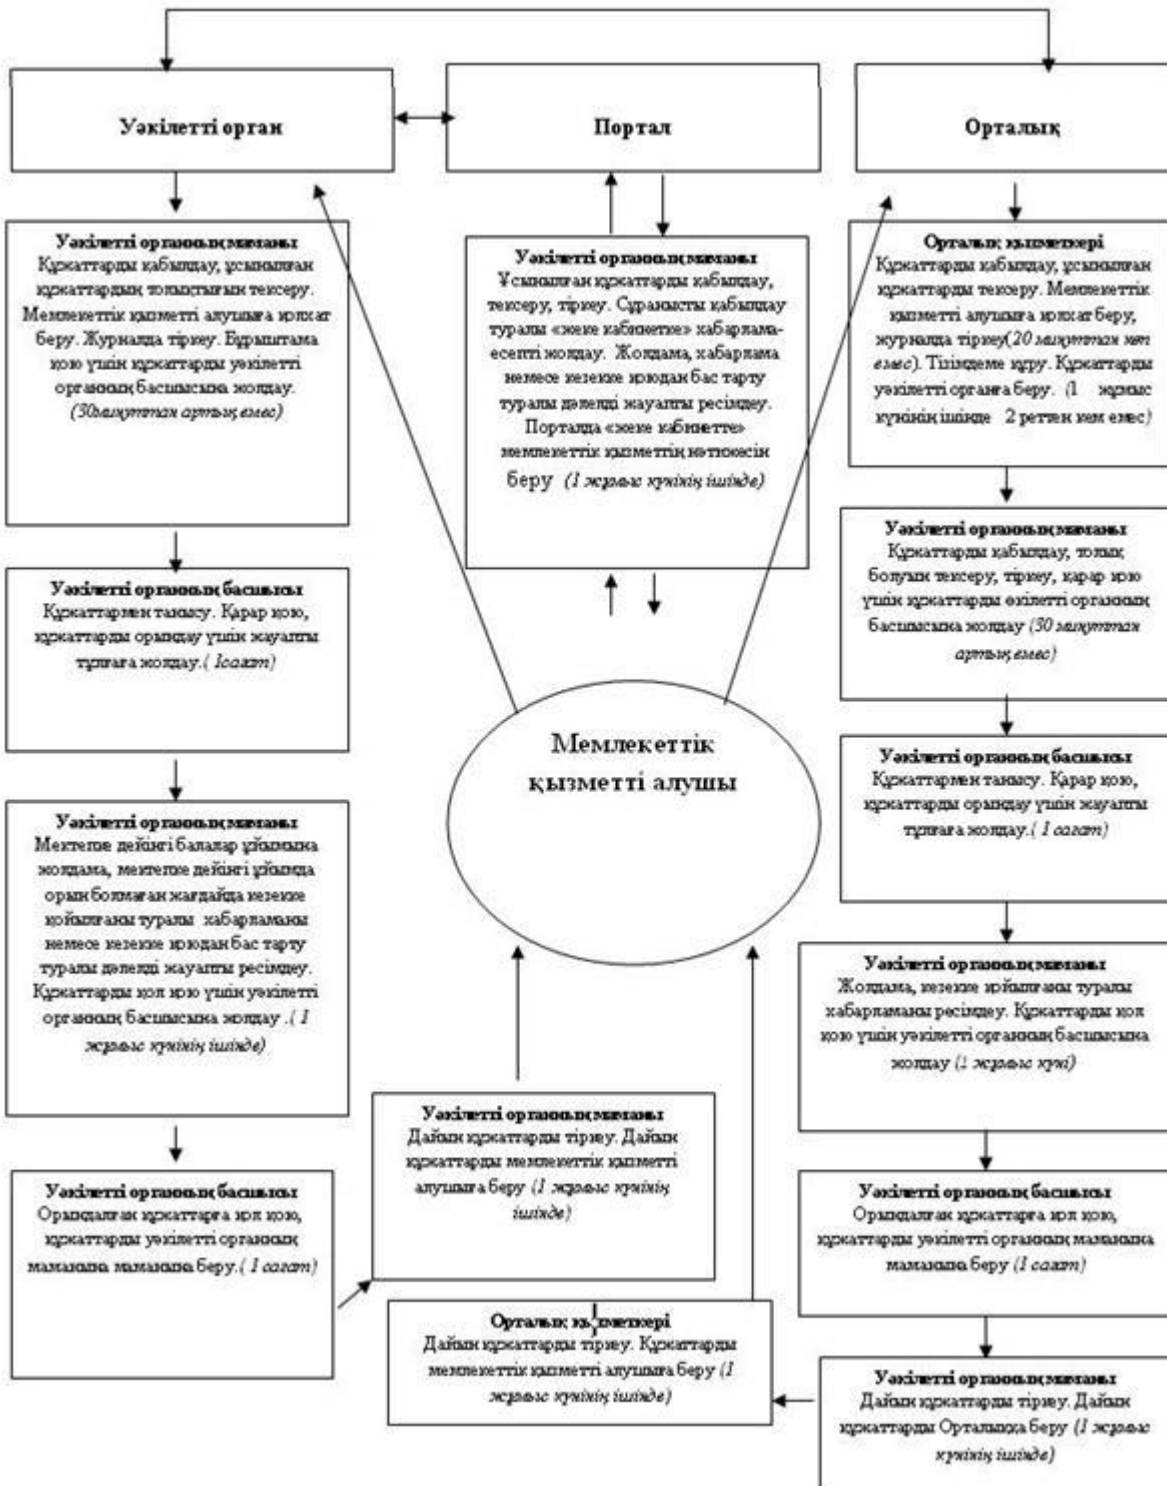 Уәкілетті орган
Портал
Орталық
Уәкілетті органның маманы
Құжаттарды қабылдау, ұсынылған
құжаттардың толықтығын тексеру.
Мемлекеттік қызметті алушыға қолхат
беру. Журналда тіркеу. Бұрыштама
қою үшін құжаттарды уәкілетті
органның басшысына жолдау.
(30минуттан артық емес)
Уәкілетті органның басшысы
Құжаттармен танысу. Қарар қою,
құжаттарды орындау үшін жауапты
тұлғаға жолдау.( 1сағат)
Уәкілетті органның маманы
Мектепке дейінгі балалар ұйымына
жолдама, мектепке дейінгі ұйымда
орын болмаған жағдайда кезекке
қойылғаны туралы хабарламаны
немесе кезекке қоюдан бас тарту
туралы дәлелді жауапты ресімдеу.
Құжаттарды қол қою үшін уәкілетті
органның басшысына жолдау .( 1
жұмыс күнінің ішінде)
Уәкілетті органның басшысы
Орындалған құжаттарға қол қою,
құжаттарды уәкілетті органның
маманына маманына беру.( 1 сағат)
Уәкілетті органның маманы
Ұсынылған құжаттарды қабылдау,
тексеру, тіркеу. Сұранысты қабылдау
туралы «жеке кабинетке» хабарлама-
есепті жолдау. Жолдама, хабарлама
немесе кезекке қоюдан бас тарту
туралы дәлелді жауапты ресімдеу.
Порталда «жеке кабинетте»
мемлекеттік қызметтің нәтижесін
беру (1 жұмыс күнінің ішінде)
Мемлекеттік
қызметті алушы
Уәкілетті органның маманы
Дайын құжаттарды тіркеу. Дайын
құжаттарды мемлекеттік қызметті
алушыға беру (1 жұмыс күнінің
ішінде)
Орталық қызметкері
Дайын құжаттарды тіркеу. Құжаттарды
мемлекеттік қызметті алушыға беру (1
жұмыс күнінің ішінде)
Орталық қызметкері
Құжаттарды қабылдау, ұсынылған
құжаттарды тексеру. Мемлекеттік
қызметті алушыға қолхат беру,
журналда тіркеу(20 минуттан көп
емес). Тізімдеме құру. Құжаттарды
уәкілетті органға беру. (1 жұмыс
күнінің ішінде 2 реттен кем емес)
Уәкілетті органның маманы
Құжаттарды қабылдау, толық
болуын тексеру, тіркеу, қарар қою
үшін құжаттарды өкілетті органның
басшысына жолдау (30 минуттан
артық емес)
Уәкілетті органның басшысы
Құжаттармен танысу. Қарар қою,
құжаттарды орындау үшін жауапты
тұлғаға жолдау.( 1 сағат)
Уәкілетті органның маманы
Жолдама, кезекке қойылғаны туралы
хабарламаны ресімдеу. Құжаттарды қол
қою үшін уәкілетті органның басшысына
жолдау (1 жұмыс күні)
Уәкілетті органның басшысы
Орындалған құжаттарға қол қою,
құжаттарды уәкілетті органның маманына
маманына беру (1 сағат)
Уәкілетті органның маманы
Дайын құжаттарды тіркеу. Дайын
құжаттарды Орталыққа беру (1 жұмыс
күнінің ішінде)